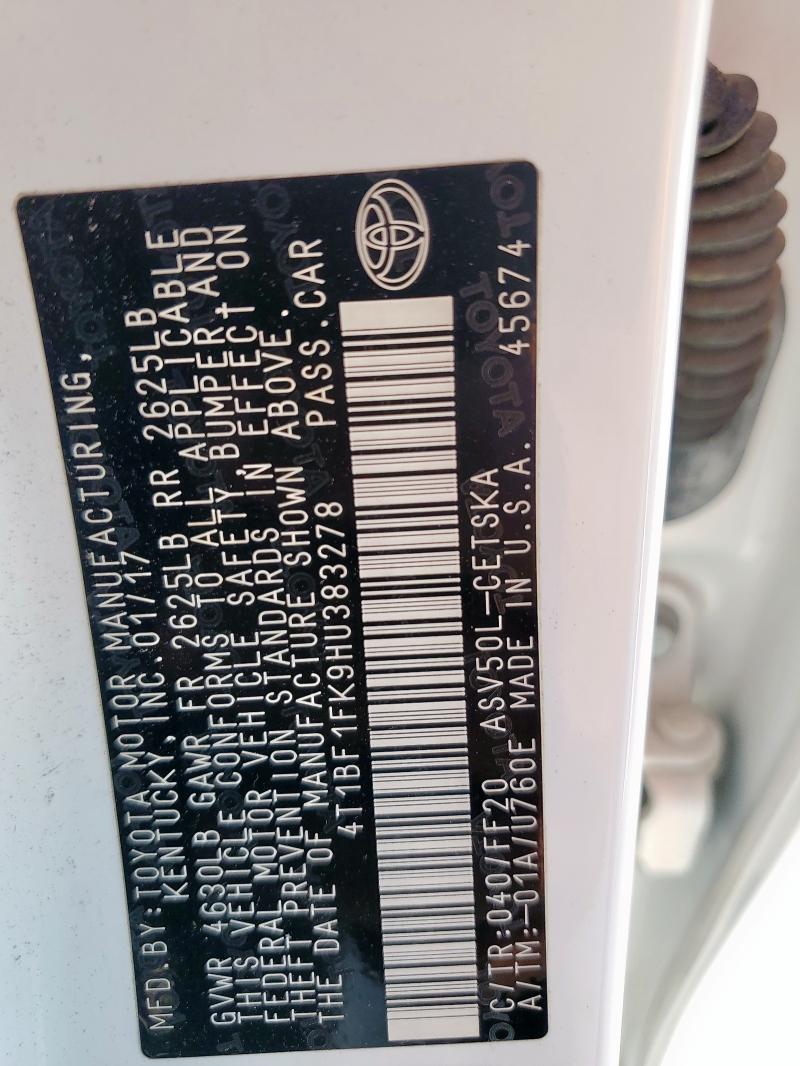 MFD.BY:TOYOTA MOTOR MANUFACTURING,
KENTUCKY, INC. 01/17
GVWR 4630LB GAWR FR 2625LB RR 2625LB
THIS VEHICLE CONFORMS TO ALL APPLICABLE
FEDERAL MOTOR VEHICLE SAFETY, BUMPER, AND
THEFT PREVENTION STANDARDS IN EFFECT ON
THE DATE OF MANUFACTURE SHOWN ABOVE.
4T1BF1FK9HU383278 PASS.CAR
C/TR:040/FF20 ASV50L-CETSKA
A/TM:-01A/U760E MADE IN U.S.A. 45674